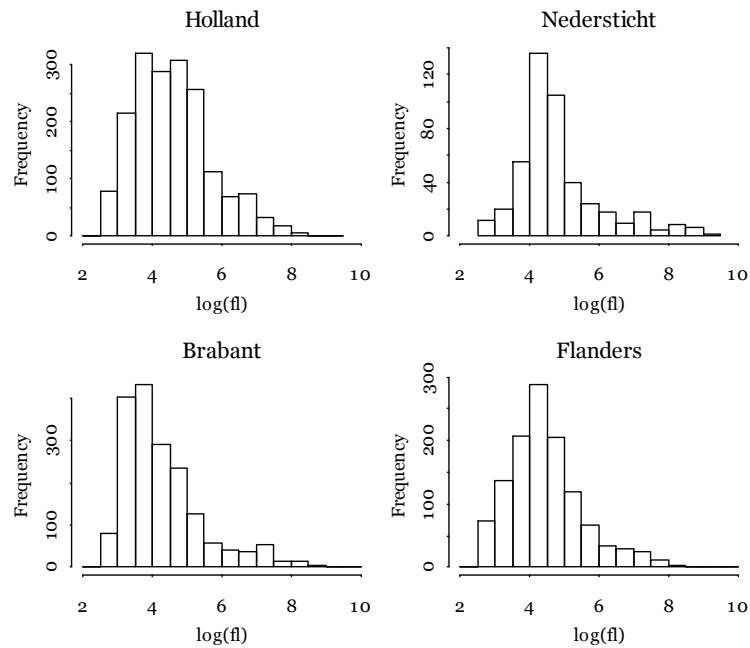 Holland
Frequency
0 100 200 300
2 4 6 8 10
log(fl)
Nedersticht
Frequency
0 40 80 120
2 4 6 8 10
log(fl)
Brabant
Frequency
0 100 300
2 4 6 8 10
log(fl)
Flanders
Frequency
0 100 200 300
2 4 6 8 10
log(fl)